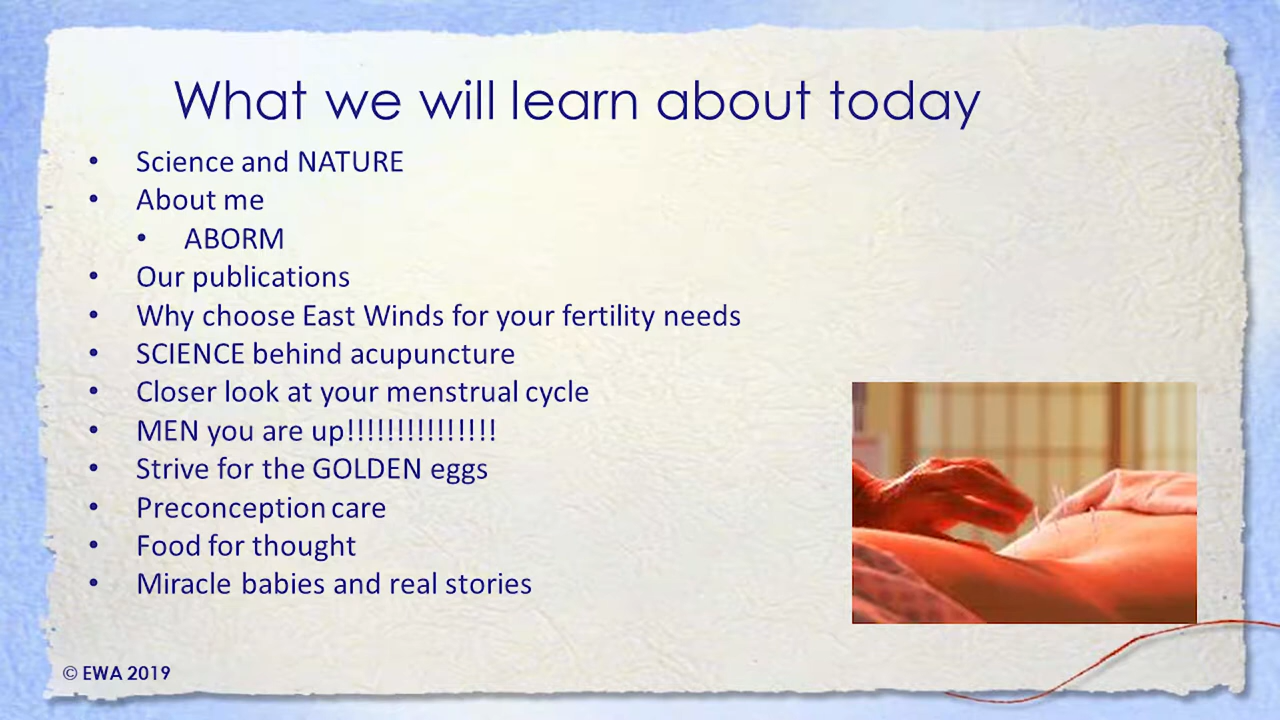 What we will learn about today
• Science and NATURE
• About me
• ABORM
• Our publications
• Why choose East Winds for your fertility needs
• SCIENCE behind acupuncture
• Closer look at your menstrual cycle
• MEN you are up!!!!!!!!!!!!!!!
• Strive for the GOLDEN eggs
• Preconception care
• Food for thought
• Miracle babies and real stories
© EWA 2019